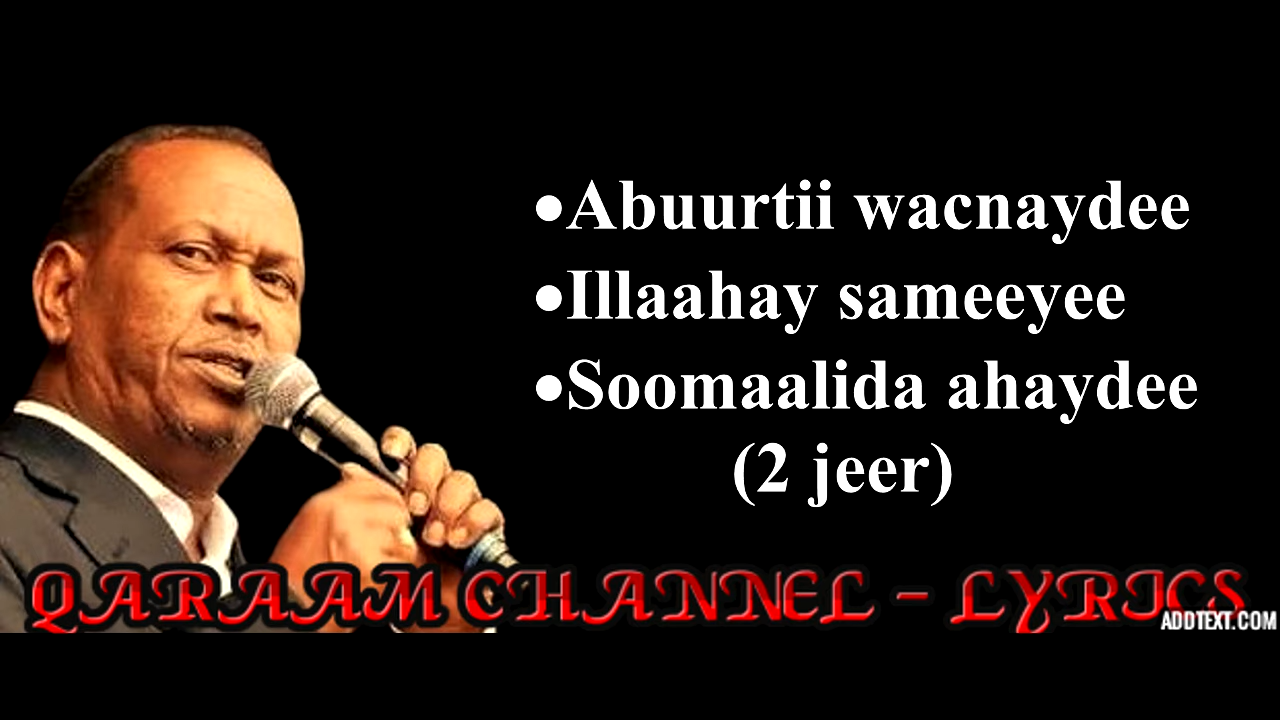 •Abuurtii wacnaydee
•Illaahay sameeyee
•Soomaalida ahaydee
(2 jeer)
QARAAM CHANNEL - LYRICS
ADDTEXT.COM